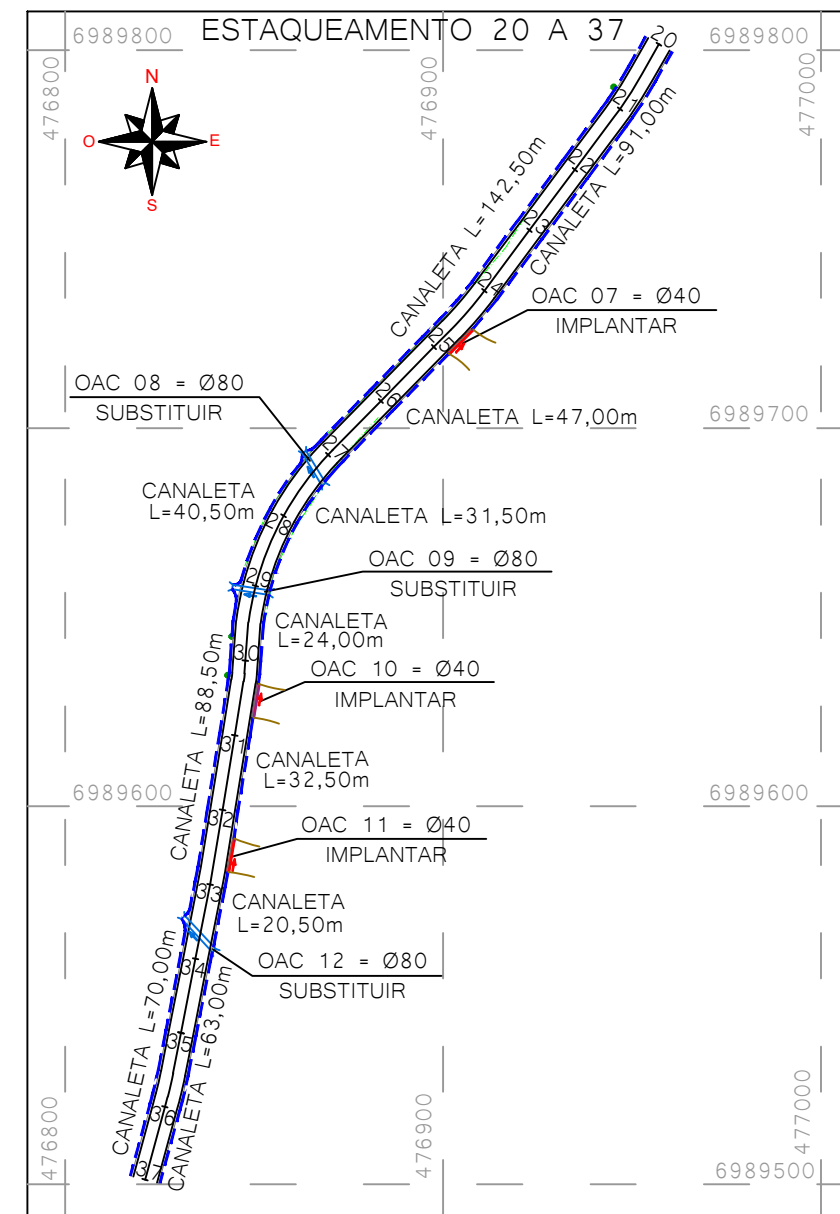 ESTAQUEAMENTO 20 A 37
6989800
6989800
476800
476900
477000
N
O
E
S
20
21
22
23
24
25
26
27
28
29
30
31
32
33
34
35
36
37
CANALETA L=142,50m
CANALETA L=91,00m
OAC 07 = Ø40
IMPLANTAR
OAC 08 = Ø80
SUBSTITUIR
CANALETA L=47,00m
6989700
CANALETA
L=40,50m
CANALETA L=31,50m
OAC 09 = Ø80
SUBSTITUIR
CANALETA
L=24,00m
CANALETA L=88,50m
OAC 10 = Ø40
IMPLANTAR
CANALETA
L=32,50m
6989600
6989600
OAC 11 = Ø40
IMPLANTAR
CANALETA
L=20,50m
OAC 12 = Ø80
SUBSTITUIR
CANALETA L=70,00m
CANALETA L=63,00m
476800
476900
477000
6989500